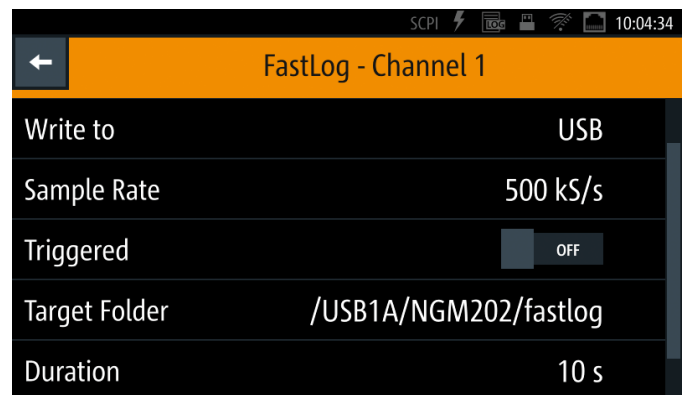 SCPI LOG 10:04:34
FastLog - Channel 1
Write to USB
Sample Rate 500 kS/s
Triggered OFF
Target Folder /USB1A/NGM202/fastlog
Duration 10 s